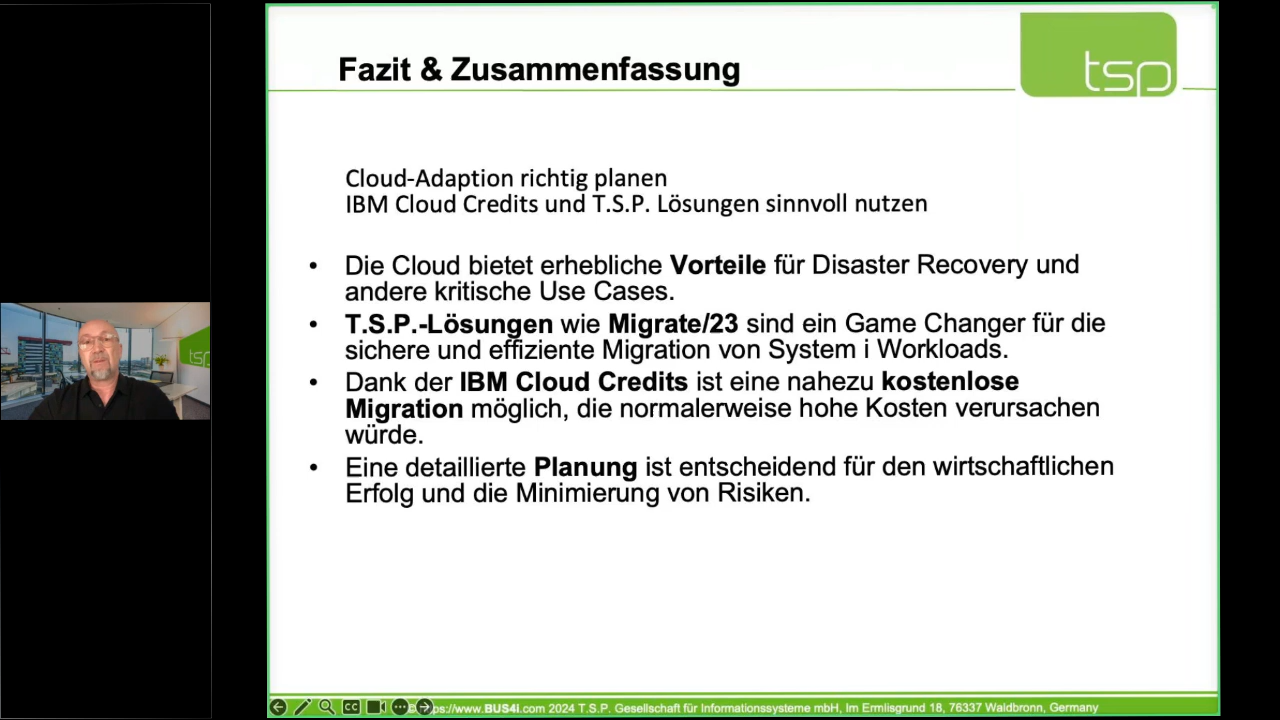 Fazit & Zusammenfassung
tsp
Cloud-Adaption richtig planen
IBM Cloud Credits und T.S.P. Lösungen sinnvoll nutzen
• Die Cloud bietet erhebliche Vorteile für Disaster Recovery und
andere kritische Use Cases.
• T.S.P.-Lösungen wie Migrate/23 sind ein Game Changer für die
sichere und effiziente Migration von System i Workloads.
• Dank der IBM Cloud Credits ist eine nahezu kostenlose
Migration möglich, die normalerweise hohe Kosten verursachen
würde.
• Eine detaillierte Planung ist entscheidend für den wirtschaftlichen
Erfolg und die Minimierung von Risiken.
tsp
CC
ps://www.BUS4i.com 2024 T.S.P. Gesellschaft für Informationssysteme mbH, Im Ermlisgrund 18, 76337 Waldbronn, Germany